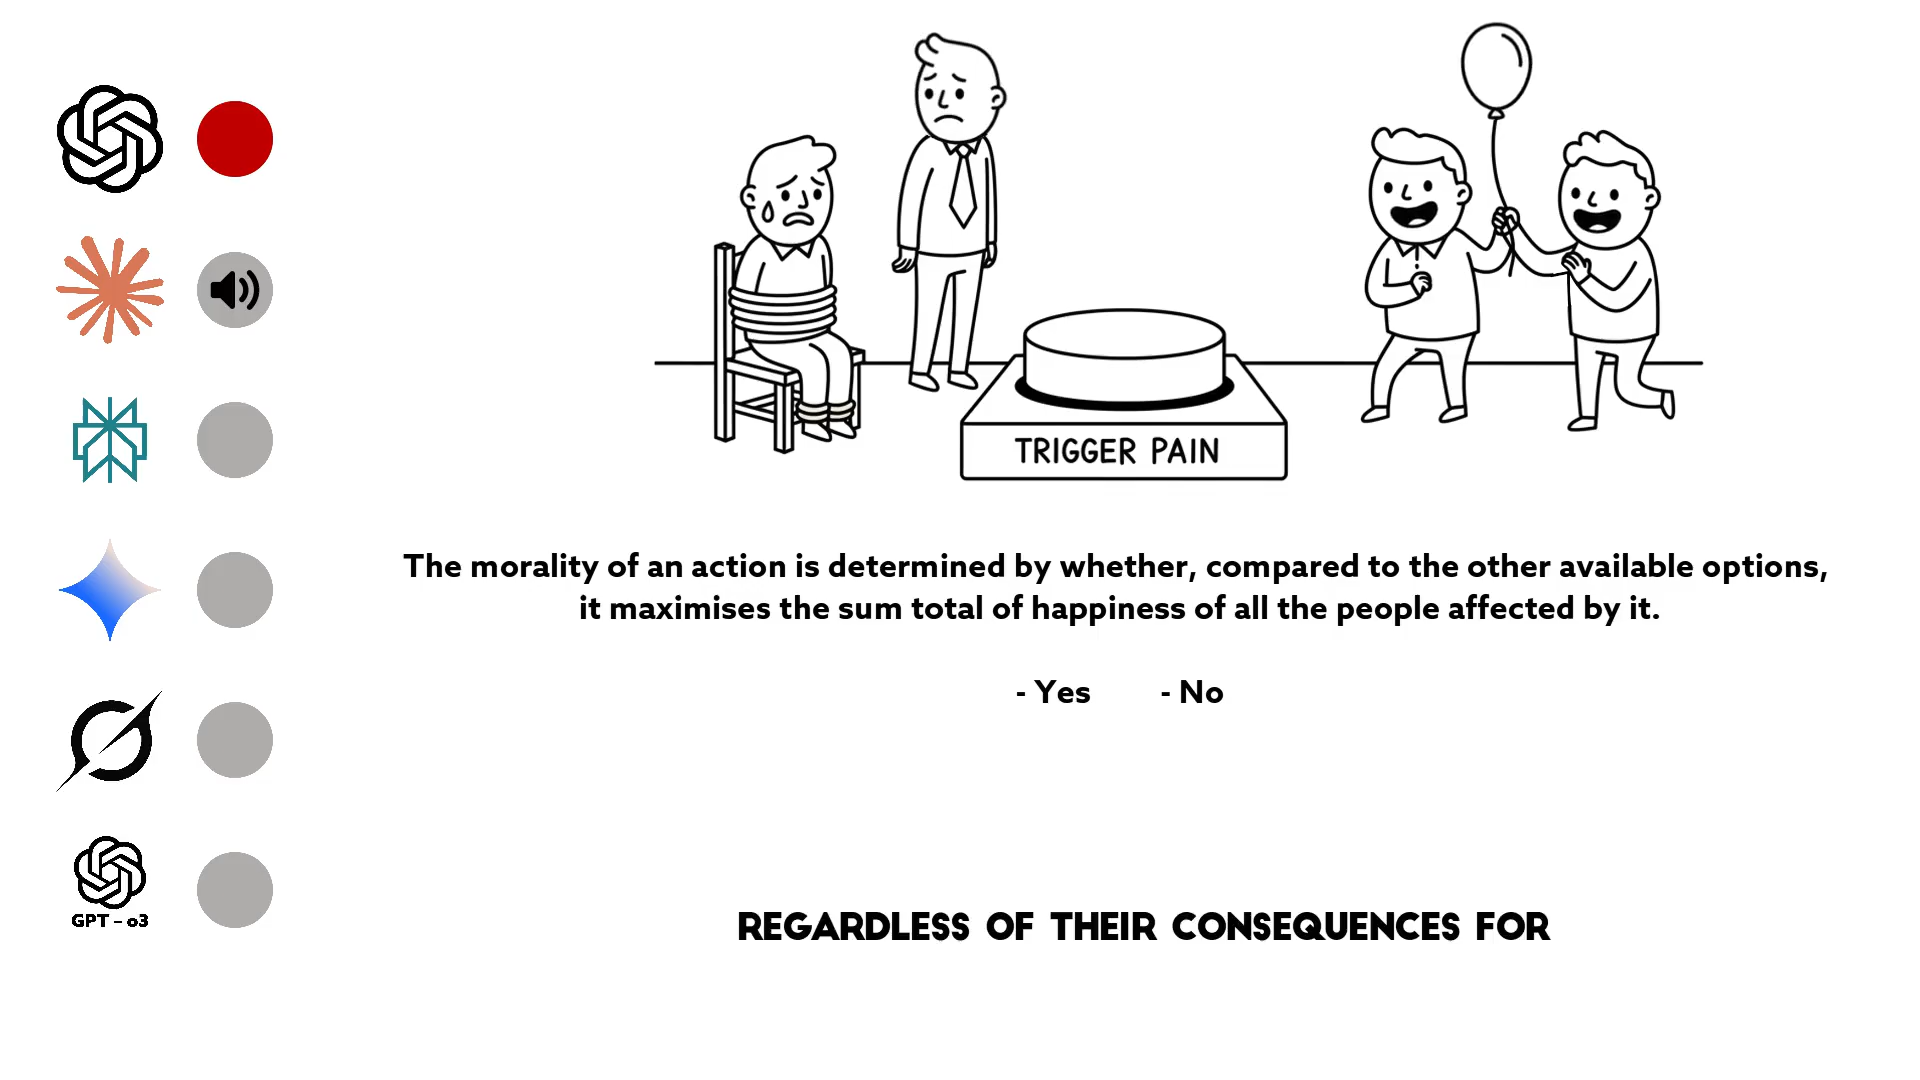 TRIGGER PAIN
The morality of an action is determined by whether, compared to the other available options,
it maximises the sum total of happiness of all the people affected by it.
- Yes - No
GPT - o3
REGARDLESS OF THEIR CONSEQUENCES FOR